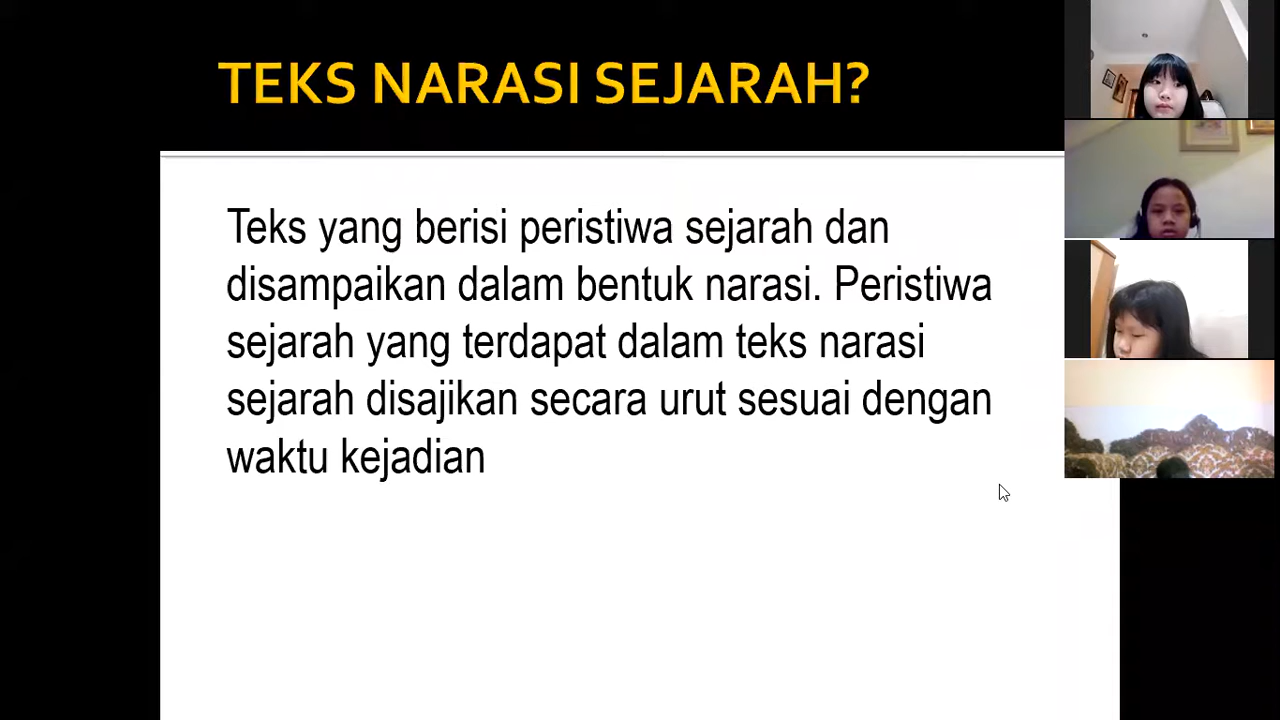 TEKS NARASI SEJARAH?
Teks yang berisi peristiwa sejarah dan
disampaikan dalam bentuk narasi. Peristiwa
sejarah yang terdapat dalam teks narasi
sejarah disajikan secara urut sesuai dengan
waktu kejadian